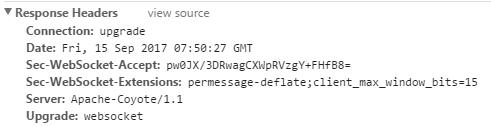 ▼ Response Headers view source
Connection: upgrade
Date: Fri, 15 Sep 2017 07:50:27 GMT
Sec-WebSocket-Accept: pw0JX/3DRwagCXWpRVzgY+FHfB8=
Sec-WebSocket-Extensions: permessage-deflate;client_max_window_bits=15
Server: Apache-Coyote/1.1
Upgrade: websocket